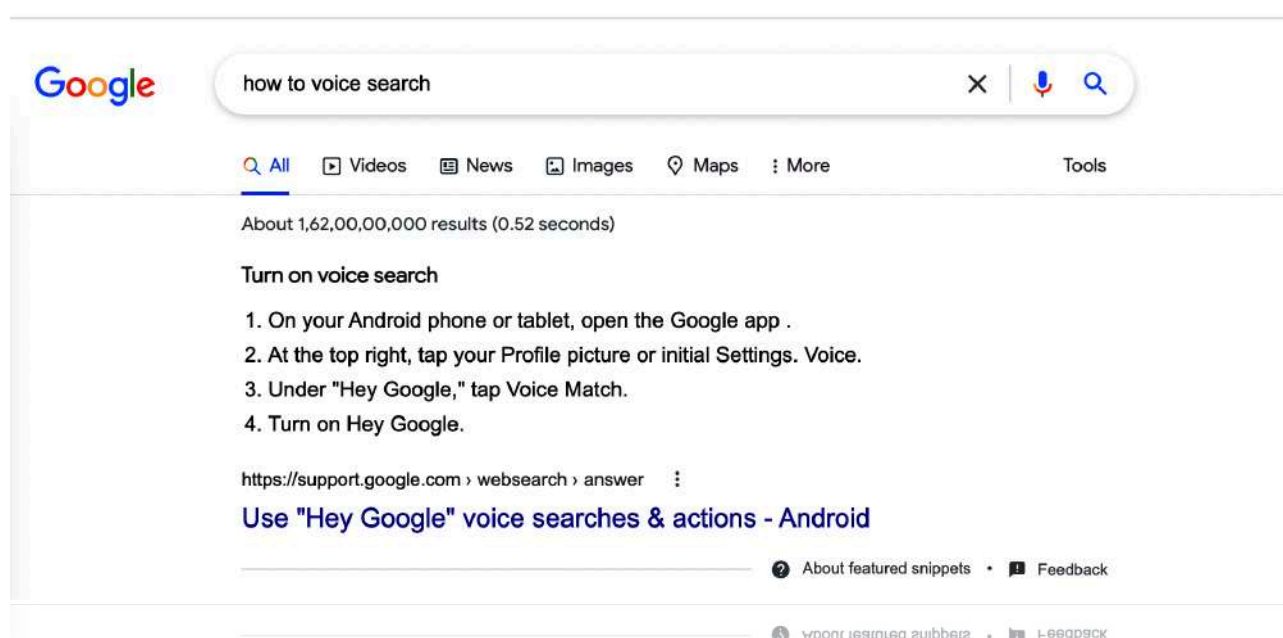 Google
how to voice search
All Videos News Images Maps More Tools
About 1,62,00,00,000 results (0.52 seconds)
Turn on voice search
1. On your Android phone or tablet, open the Google app .
2. At the top right, tap your Profile picture or initial Settings. Voice.
3. Under "Hey Google," tap Voice Match.
4. Turn on Hey Google.
https://support.google.com › websearch › answer
Use "Hey Google" voice searches & actions - Android
About featured snippets • Feedback